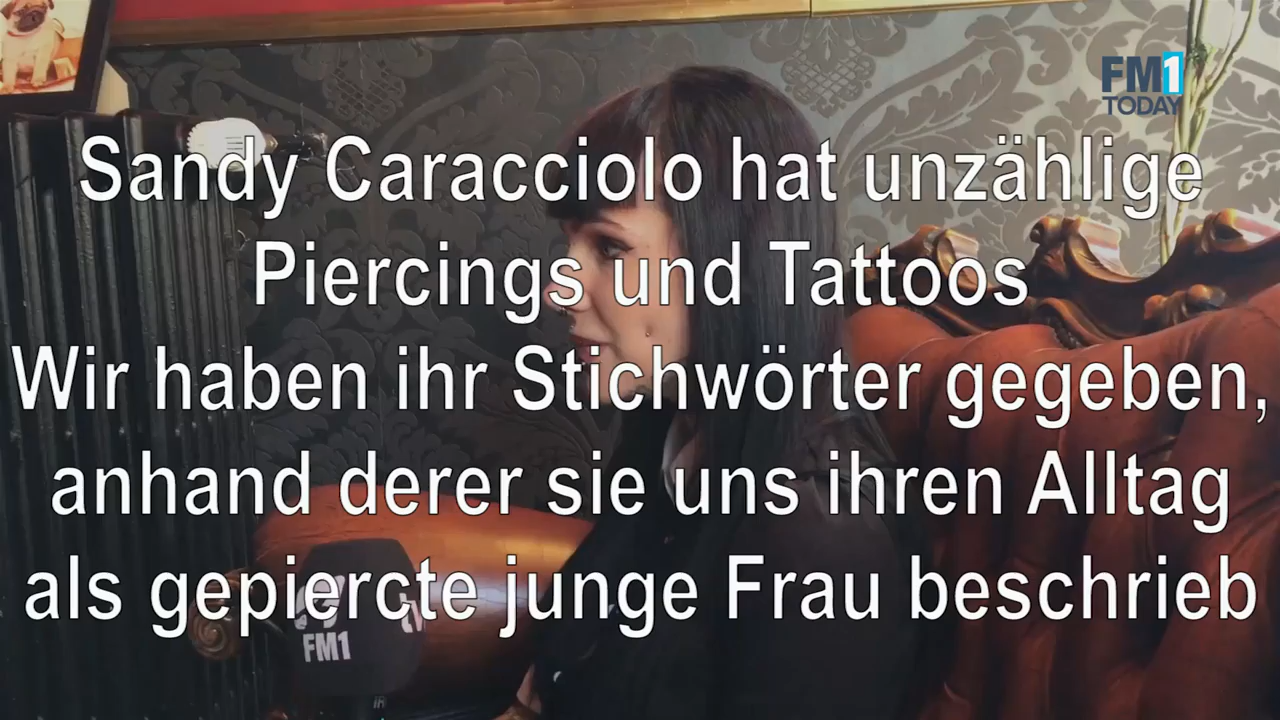 FM1
TODAY
Sandy Caracciolo hat unzählige
Piercings und Tattoos
Wir haben ihr Stichwörter gegeben,
anhand derer sie uns ihren Alltag
als gepiercte junge Frau beschrieb
FM1
tv